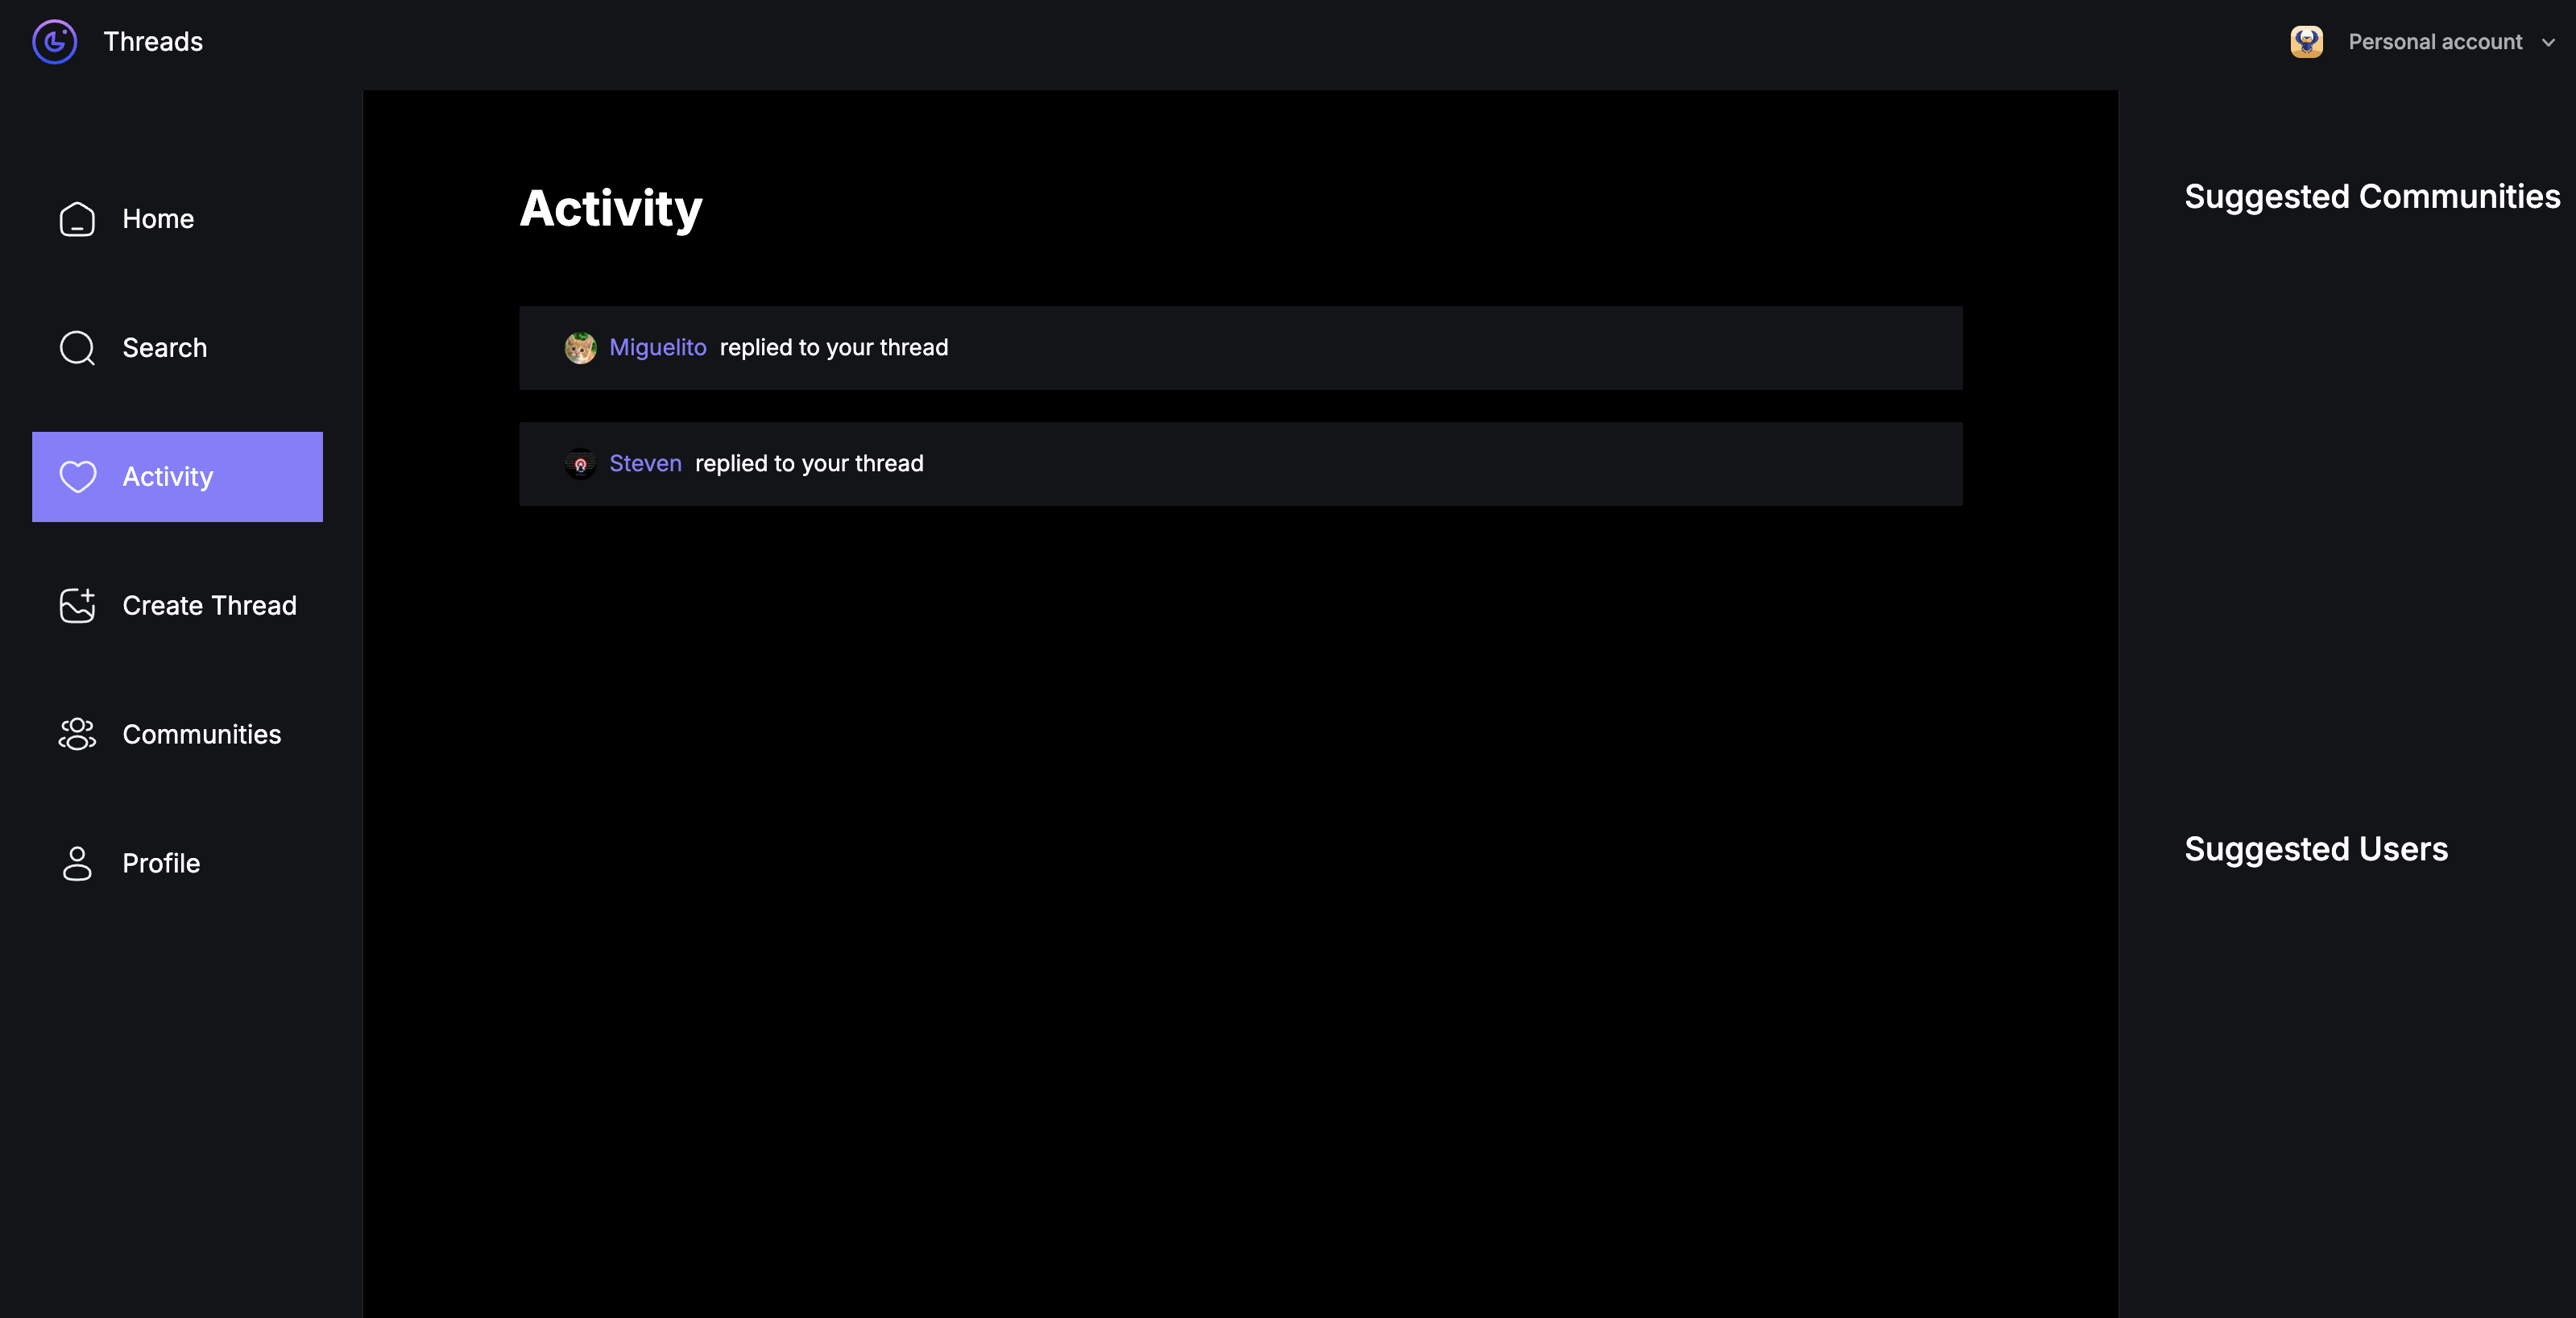 Threads
Personal account
Home
Search
Activity
Create Thread
Communities
Profile
Activity
Miguelito replied to your thread
Steven replied to your thread
Suggested Communities
Suggested Users